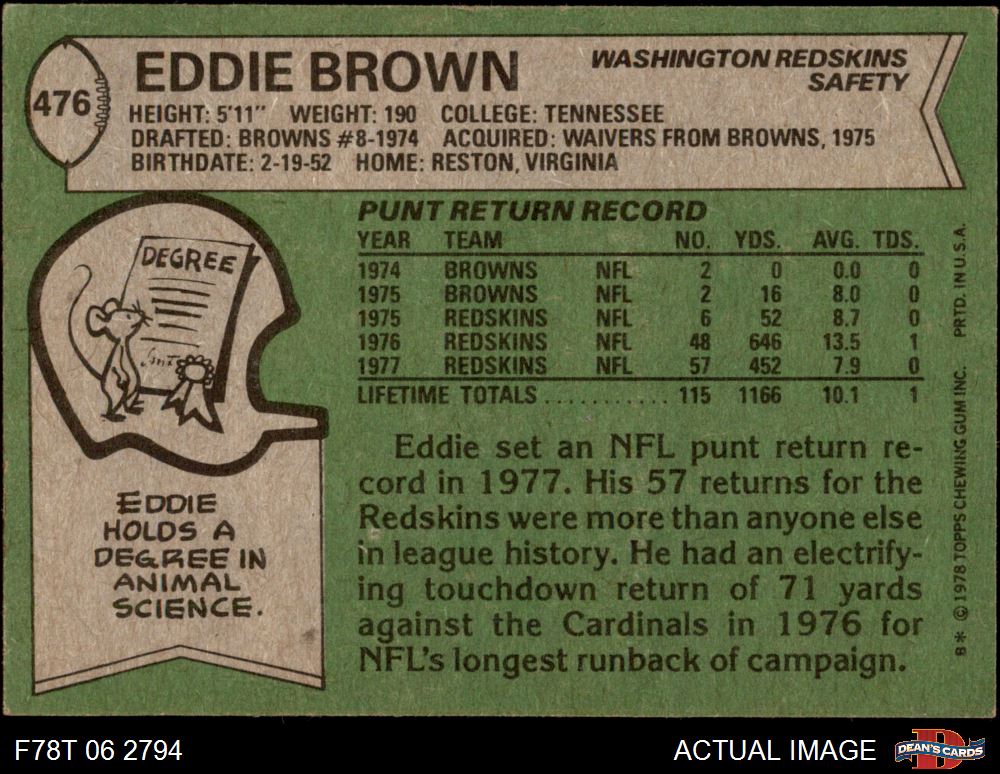 476
EDDIE BROWN
WASHINGTON REDSKINS
SAFETY
HEIGHT: 5'11" WEIGHT: 190 COLLEGE: TENNESSEE
DRAFTED: BROWNS #8-1974 ACQUIRED: WAIVERS FROM BROWNS, 1975
BIRTHDATE: 2-19-52 HOME: RESTON, VIRGINIA
DEGREE
EDDIE
HOLDS A
DEGREE IN
ANIMAL
SCIENCE.
PUNT RETURN RECORD
YEAR TEAM NO. YDS. AVG. TDS.
1974 BROWNS NFL 2 0 0.0 0
1975 BROWNS NFL 2 16 8.0 0
1975 REDSKINS NFL 6 52 8.7 0
1976 REDSKINS NFL 48 646 13.5 1
1977 REDSKINS NFL 57 452 7.9 0
LIFETIME TOTALS........... 115 1166 10.1 1
Eddie set an NFL punt return re-
cord in 1977. His 57 returns for the
Redskins were more than anyone else
in league history. He had an electrify-
ing touchdown return of 71 yards
against the Cardinals in 1976 for
NFL's longest runback of campaign.
B* © 1978 TOPPS CHEWING GUM INC. PRTD. IN U.S.A.
F78T 06 2794
ACTUAL IMAGE
D
DEAN'S CARDS